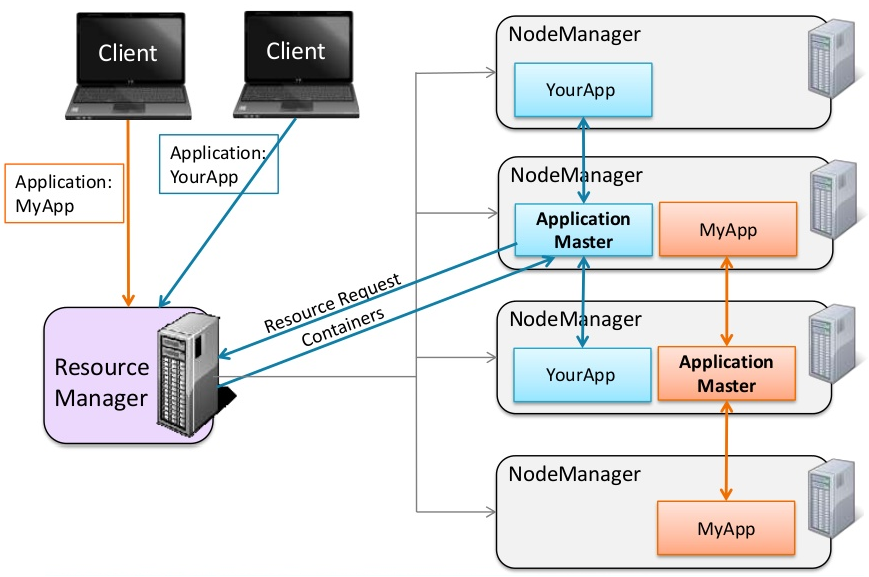 Client
Client
Application:
MyApp
Application:
YourApp
Resource
Manager
Resource Request
Containers
NodeManager
YourApp
NodeManager
Application
Master
MyApp
NodeManager
YourApp
Application
Master
NodeManager
MyApp